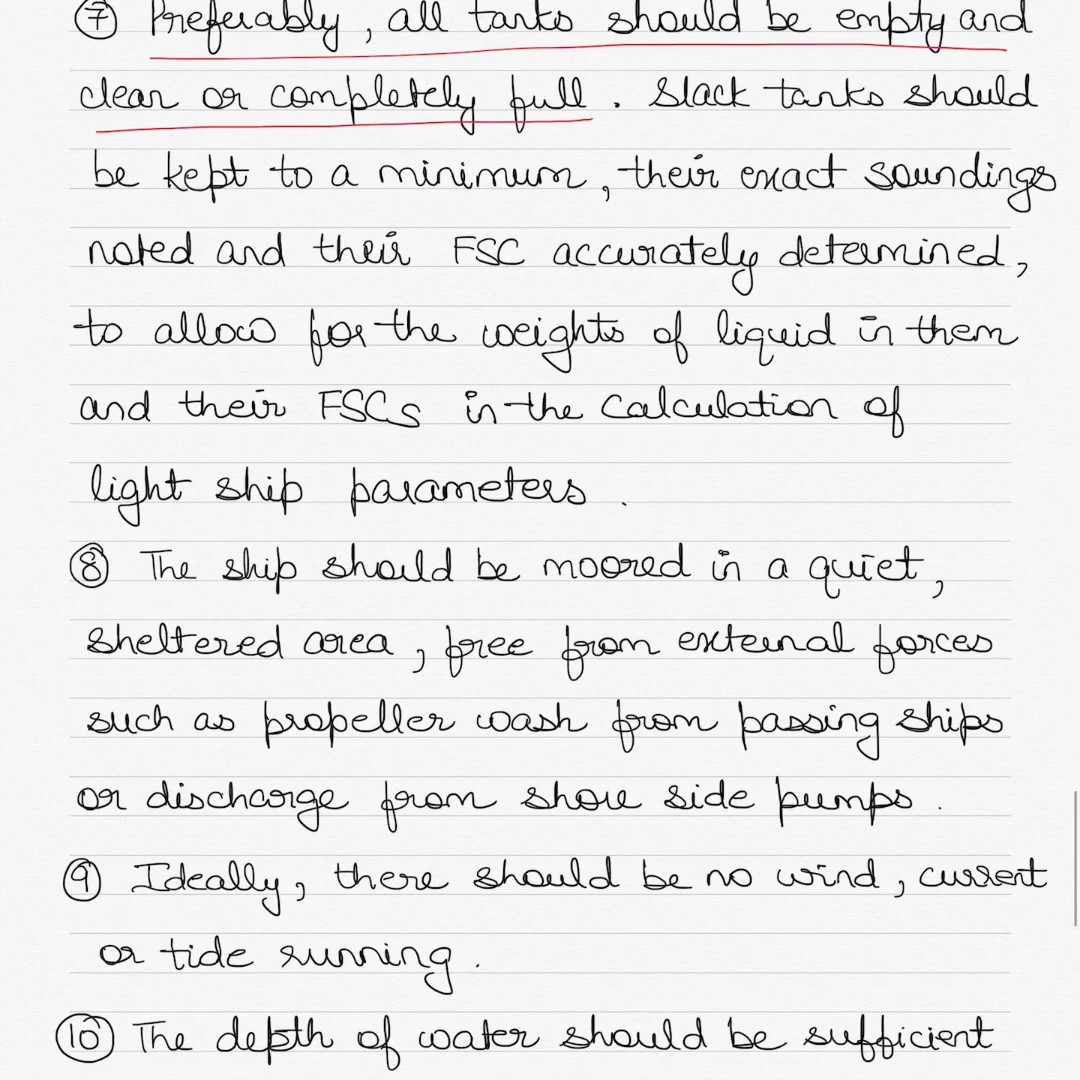 ⑦ Preferably, all tanks should be empty and
clear or completely full. Slack tanks should
be kept to a minimum, their exact soundings
noted and their FSC accurately determined,
to allow for the weights of liquid in them
and their FSCs in the calculation of
light ship parameters.
⑧ The ship should be moored in a quiet,
sheltered area, free from external forces
such as propeller wash from passing ships
or discharge from shore side pumps.
⑨ Ideally, there should be no wind, current
or tide running.
⑩ The depth of water should be sufficient